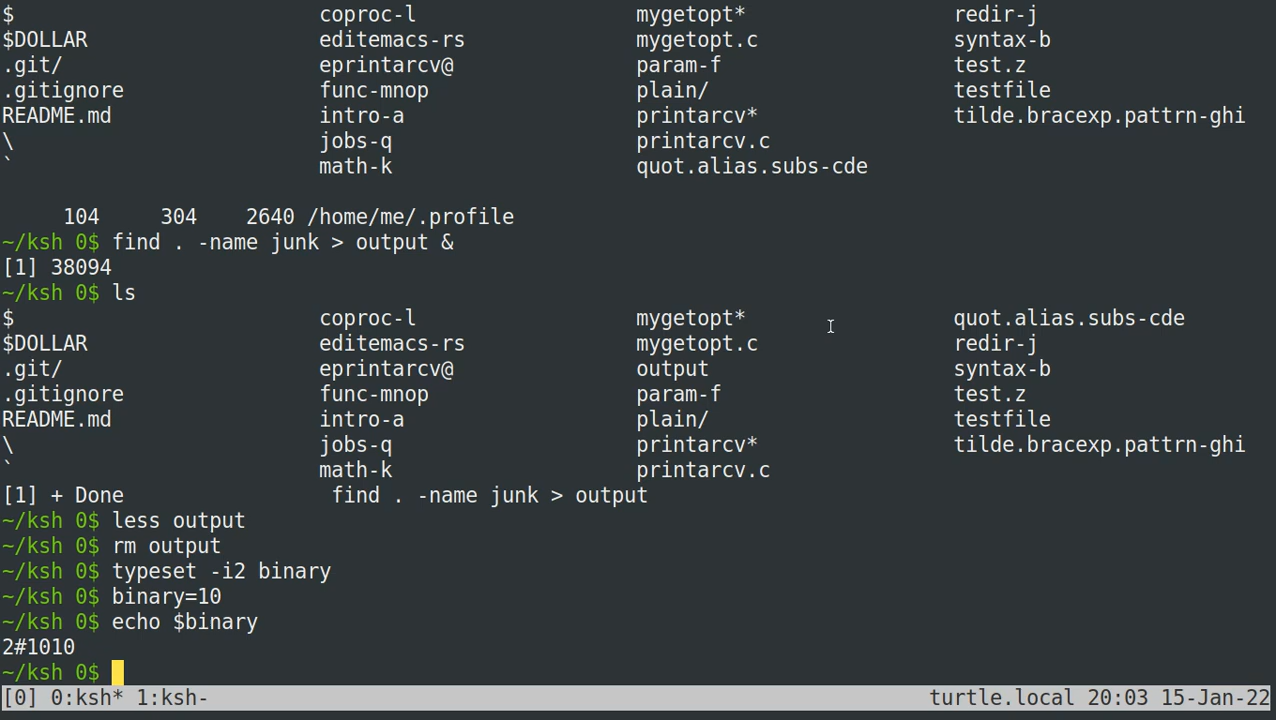 $                         coproc-l                  mygetopt*                 redir-j
$DOLLAR                   editemacs-rs              mygetopt.c                syntax-b
.git/                     eprintarcv@               param-f                   test.z
.gitignore                func-mnop                 plain/                    testfile
README.md                 intro-a                   printarcv*                tilde.bracexp.pattrn-ghi
\                         jobs-q                    printarcv.c
`                         math-k                    quot.alias.subs-cde
     104     304    2640 /home/me/.profile
~/ksh 0$ find . -name junk > output &
[1] 38094
~/ksh 0$ ls
$                         coproc-l                  mygetopt*                 quot.alias.subs-cde
$DOLLAR                   editemacs-rs              mygetopt.c                redir-j
.git/                     eprintarcv@               output                    syntax-b
.gitignore                func-mnop                 param-f                   test.z
README.md                 intro-a                   plain/                    testfile
\                         jobs-q                    printarcv*                tilde.bracexp.pattrn-ghi
`                         math-k                    printarcv.c
[1] + Done                 find . -name junk > output
~/ksh 0$ less output
~/ksh 0$ rm output
~/ksh 0$ typeset -i2 binary
~/ksh 0$ binary=10
~/ksh 0$ echo $binary
2#1010
~/ksh 0$
[0] 0:ksh* 1:ksh-                                                           turtle.local 20:03 15-Jan-22